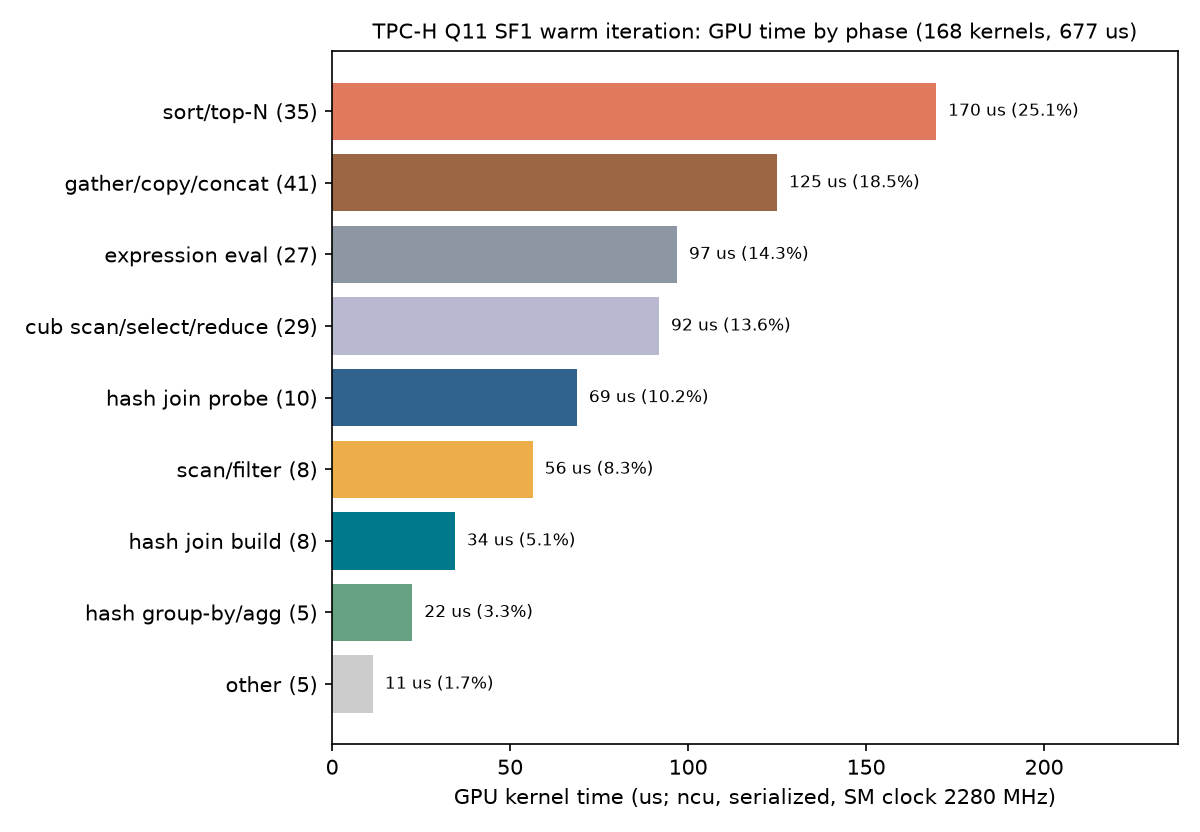 TPC-H Q11 SF1 warm iteration: GPU time by phase (168 kernels, 677 us)
sort/top-N (35) 170 us (25.1%)
gather/copy/concat (41) 125 us (18.5%)
expression eval (27) 97 us (14.3%)
cub scan/select/reduce (29) 92 us (13.6%)
hash join probe (10) 69 us (10.2%)
scan/filter (8) 56 us (8.3%)
hash join build (8) 34 us (5.1%)
hash group-by/agg (5) 22 us (3.3%)
other (5) 11 us (1.7%)
0 50 100 150 200
GPU kernel time (us; ncu, serialized, SM clock 2280 MHz)